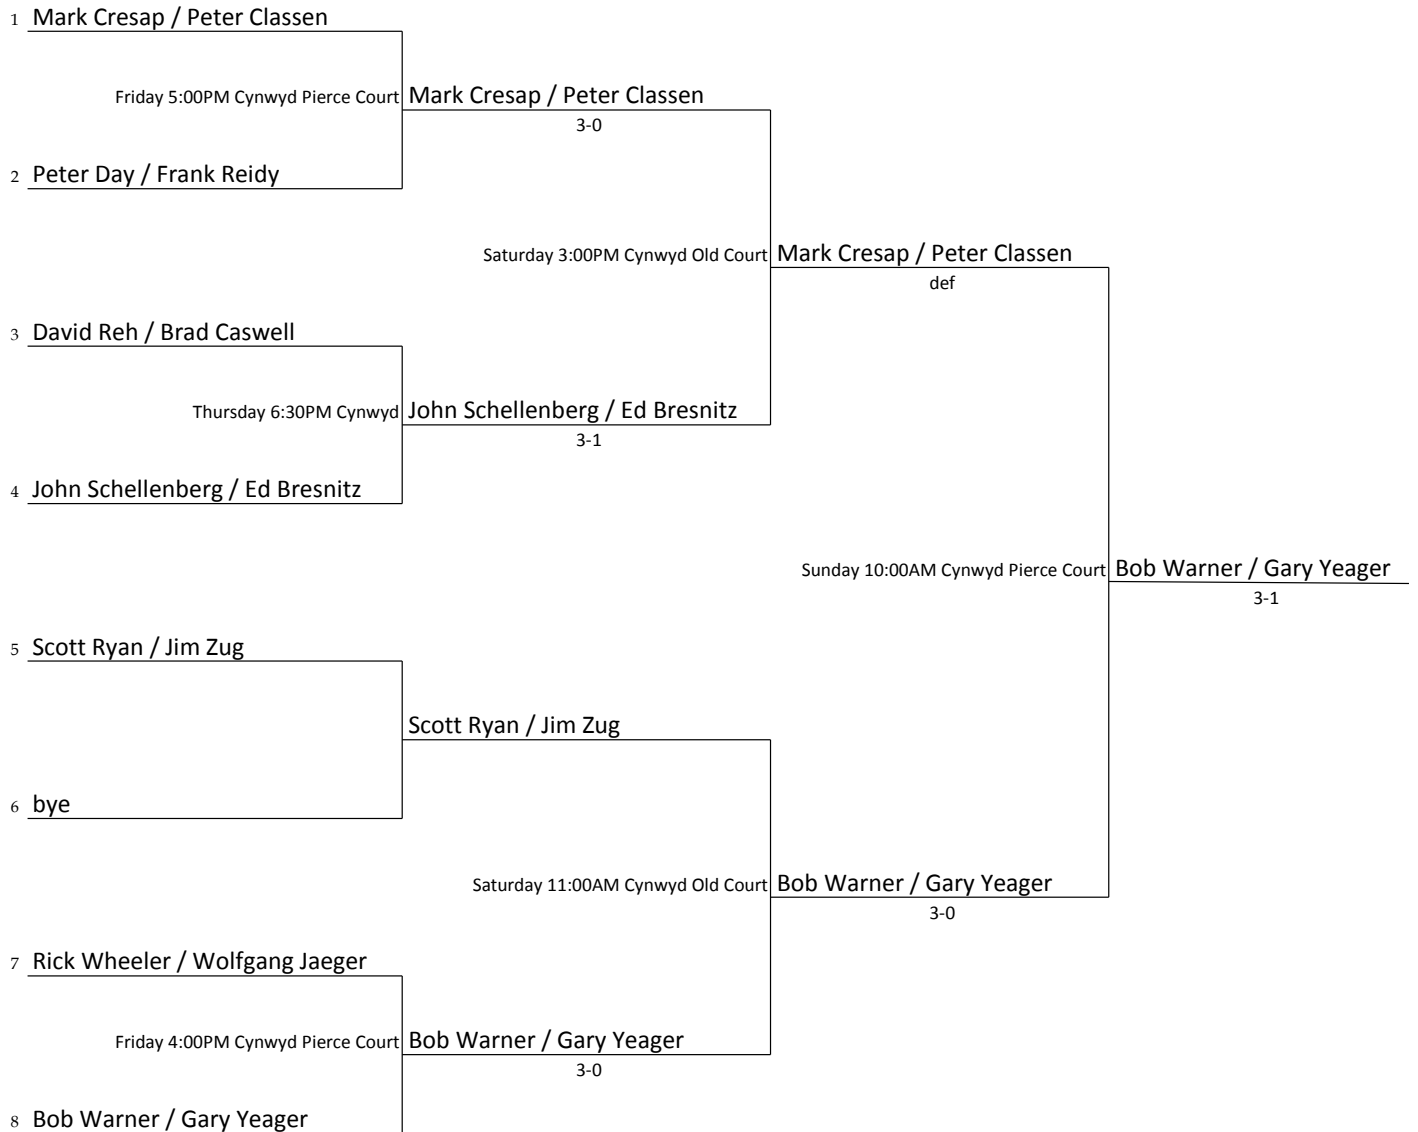 1 Mark Cresap / Peter Classen
Friday 5:00PM Cynwyd Pierce Court Mark Cresap / Peter Classen
3-0
2 Peter Day / Frank Reidy
Saturday 3:00PM Cynwyd Old Court Mark Cresap / Peter Classen
def
3 David Reh / Brad Caswell
Thursday 6:30PM Cynwyd John Schellenberg / Ed Bresnitz
3-1
4 John Schellenberg / Ed Bresnitz
Sunday 10:00AM Cynwyd Pierce Court Bob Warner / Gary Yeager
3-1
5 Scott Ryan / Jim Zug
Scott Ryan / Jim Zug
6 bye
Saturday 11:00AM Cynwyd Old Court Bob Warner / Gary Yeager
3-0
7 Rick Wheeler / Wolfgang Jaeger
Friday 4:00PM Cynwyd Pierce Court Bob Warner / Gary Yeager
3-0
8 Bob Warner / Gary Yeager